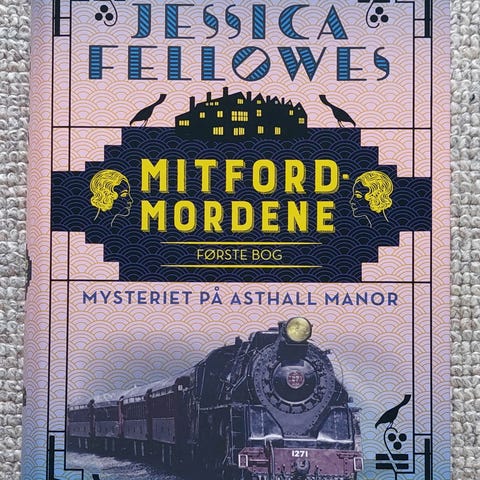 JESSICA
FELLOWES
MITFORD-
MORDENE
FØRSTE BOG
MYSTERIET PÅ ASTHALL MANOR
1271